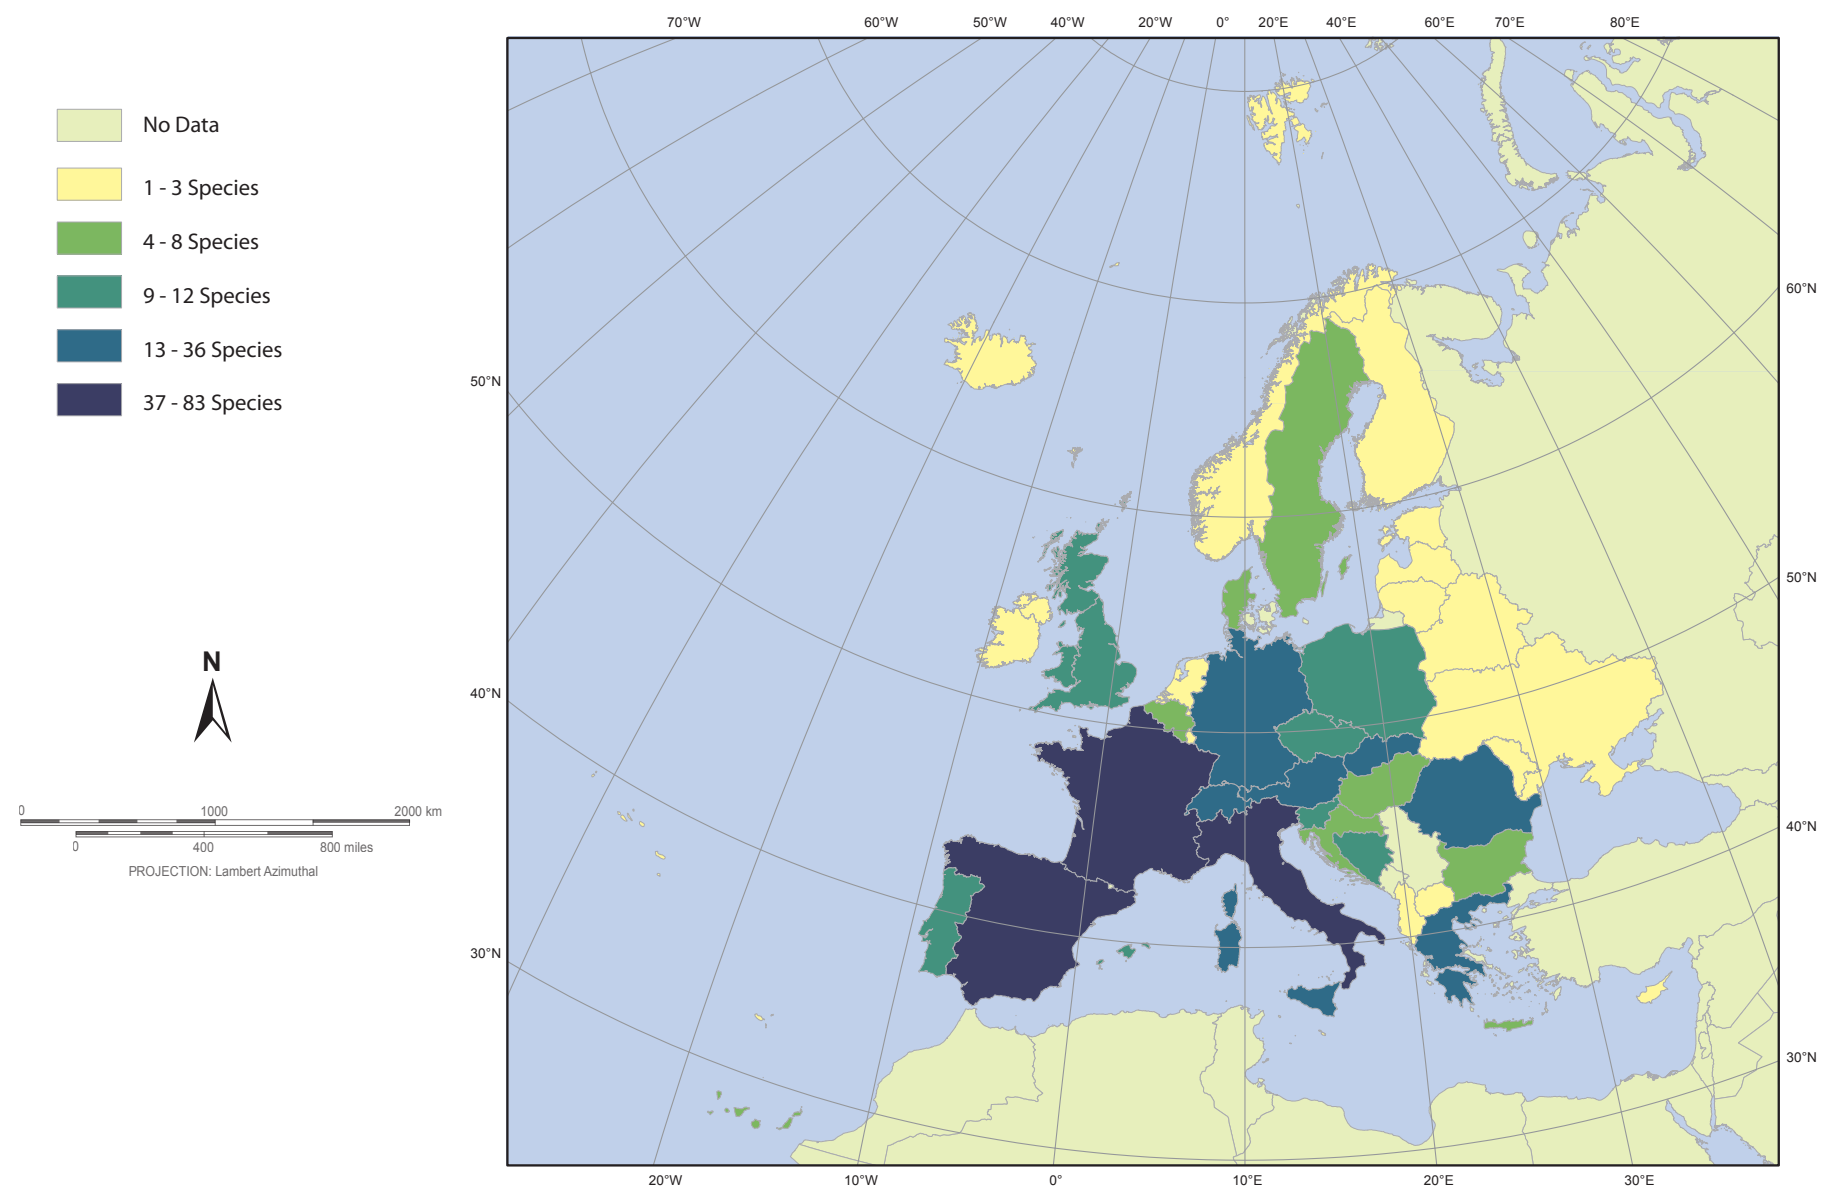 70°W 60°W 50°W 40°W 20°W 0° 20°E 40°E 60°E 70°E 80°E
No Data
1 - 3 Species
4 - 8 Species
9 - 12 Species
13 - 36 Species
37 - 83 Species
60°N
50°N
50°N
N
40°N
0 1000 2000 km
0 400 800 miles
PROJECTION: Lambert Azimuthal
40°N
30°N
30°N
20°W 10°W 0° 10°E 20°E 30°E